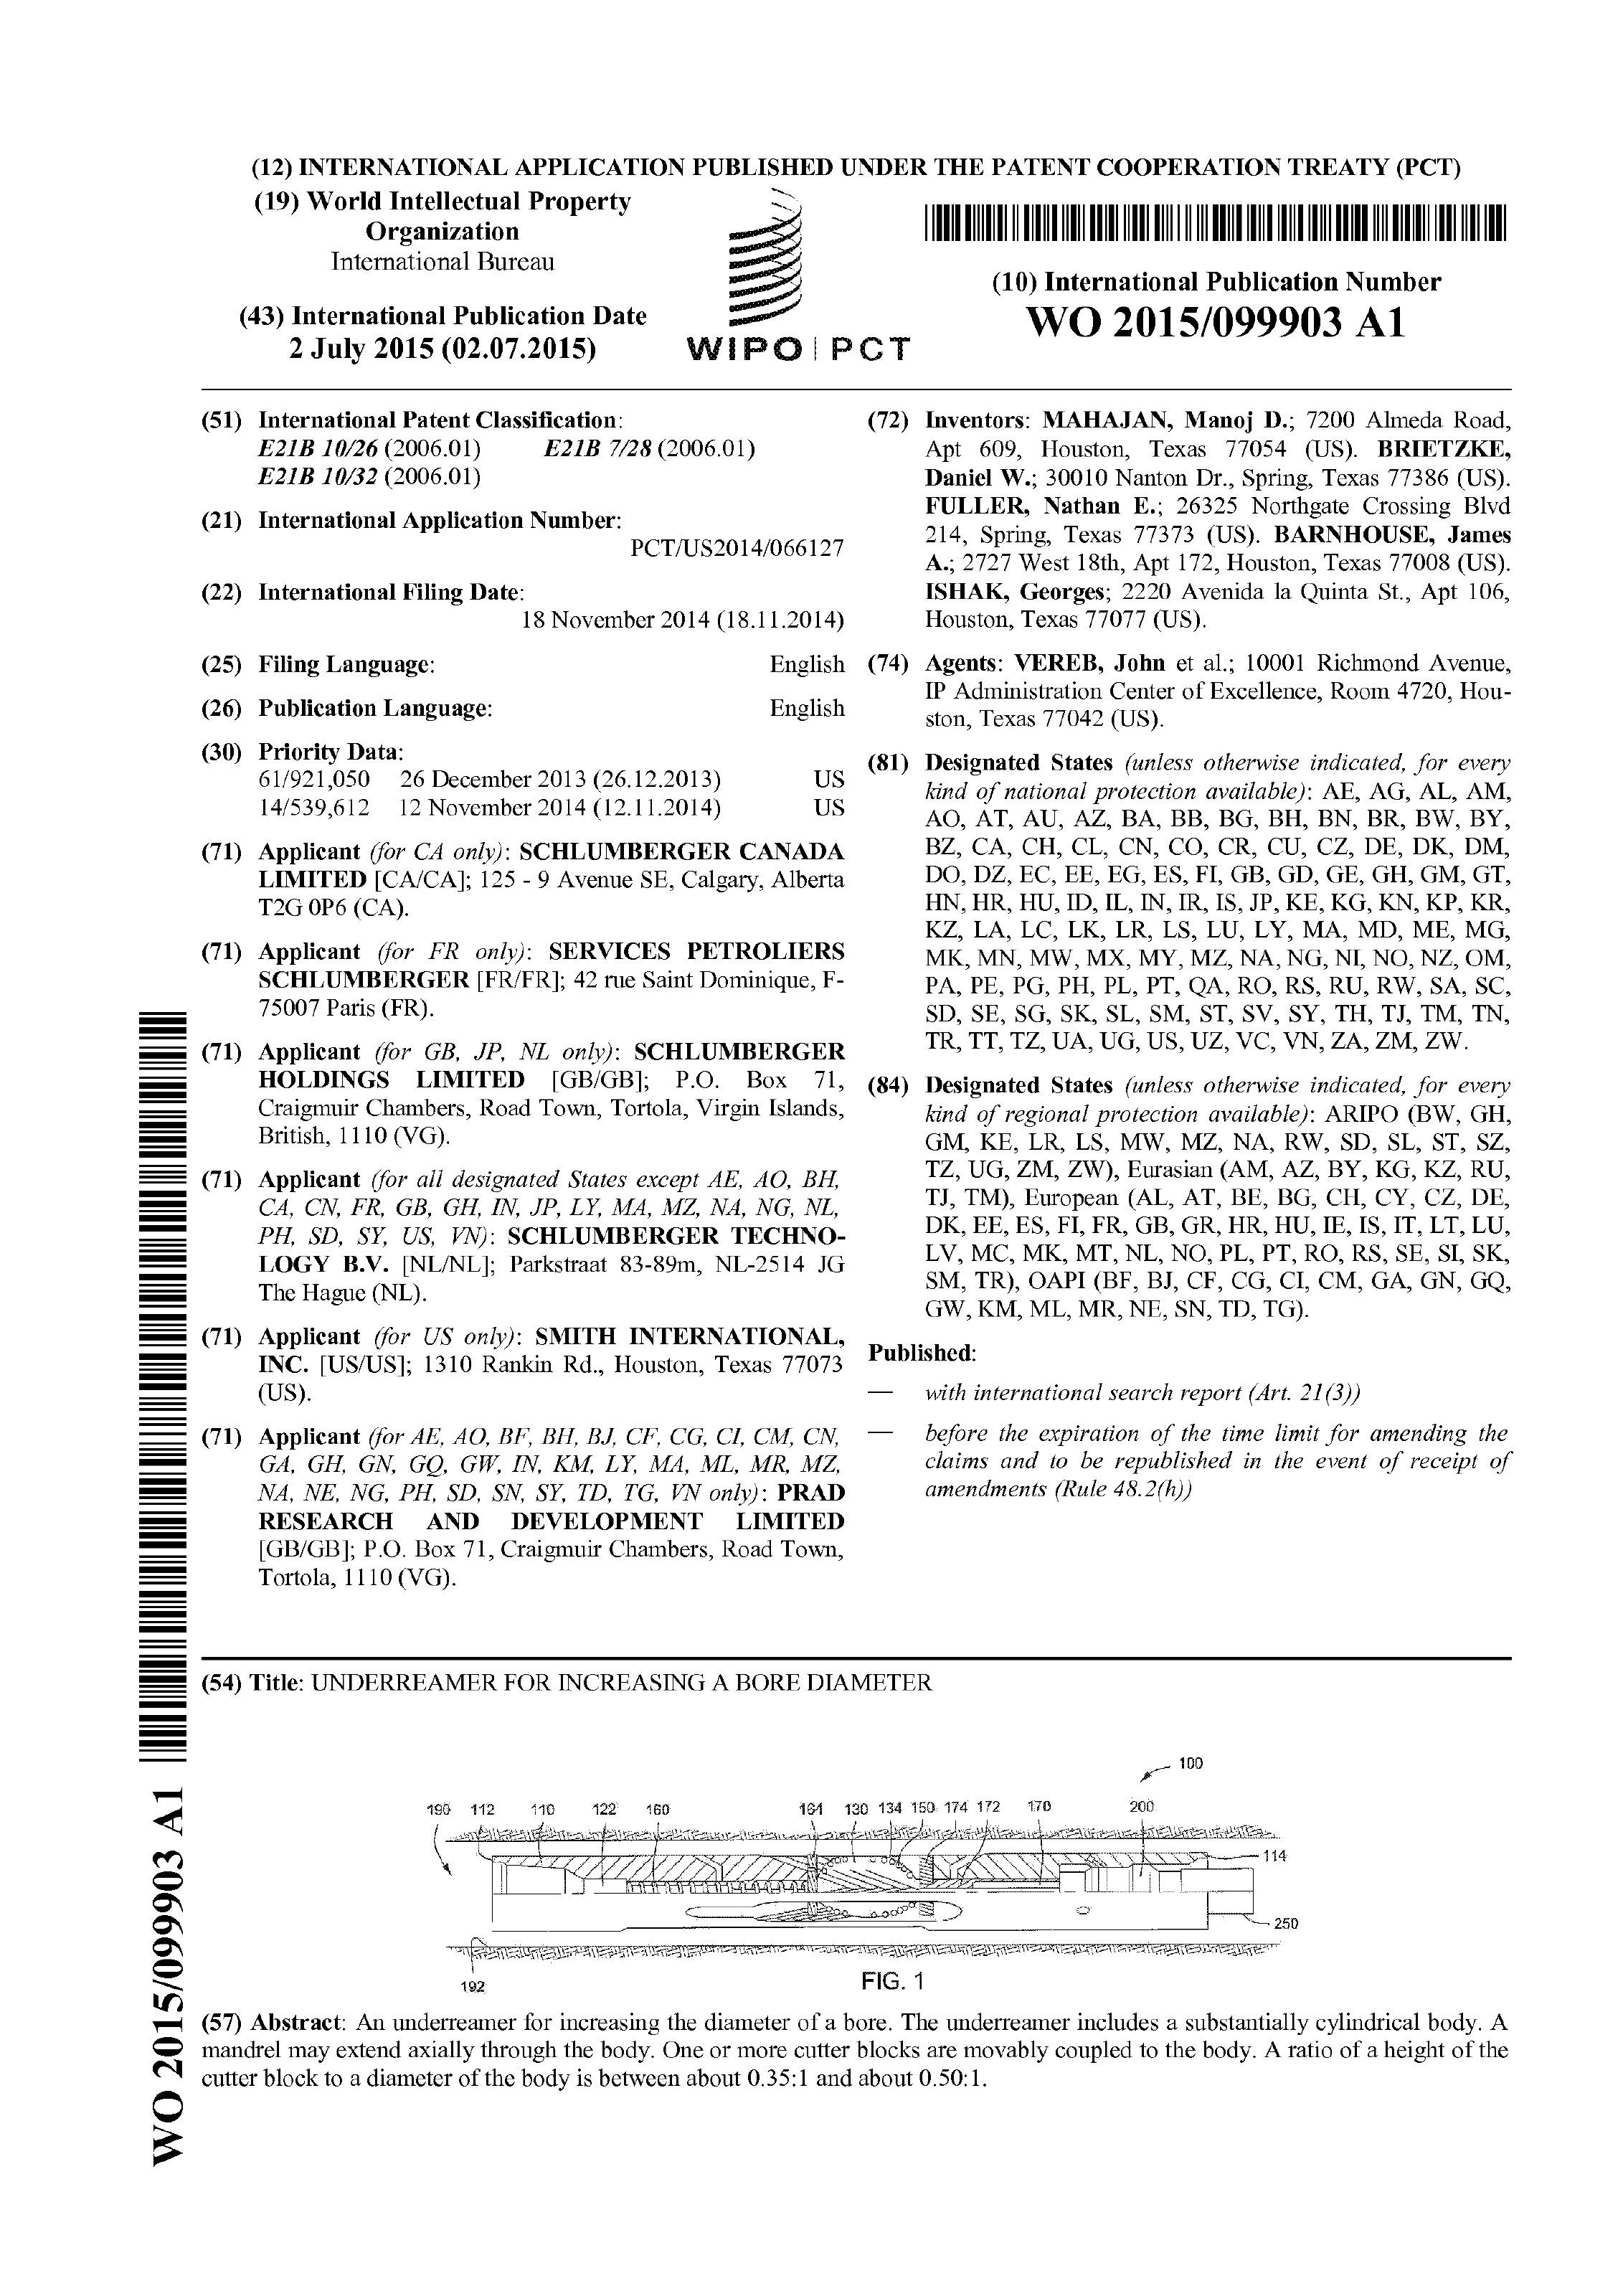 (12) INTERNATIONAL APPLICATION PUBLISHED UNDER THE PATENT COOPERATION TREATY (PCT)
(19) World Intellectual Property
Organization
International Bureau
(43) International Publication Date
2 July 2015 (02.07.2015)
WIPO | PCT
(10) International Publication Number
WO 2015/099903 A1
(51) International Patent Classification:
E21B 10/26 (2006.01) E21B 7/28 (2006.01)
E21B 10/32 (2006.01)
(21) International Application Number:
PCT/US2014/066127
(22) International Filing Date:
18 November 2014 (18.11.2014)
(25) Filing Language: English
(26) Publication Language: English
(30) Priority Data:
61/921,050 26 December 2013 (26.12.2013) US
14/539,612 12 November 2014 (12.11.2014) US
(71) Applicant (for CA only): SCHLUMBERGER CANADA
LIMITED [CA/CA]; 125 - 9 Avenue SE, Calgary, Alberta
T2G 0P6 (CA).
(71) Applicant (for FR only): SERVICES PETROLIERS
SCHLUMBERGER [FR/FR]; 42 rue Saint Dominique, F-
75007 Paris (FR).
(71) Applicant (for GB, JP, NL only): SCHLUMBERGER
HOLDINGS LIMITED [GB/GB]; P.O. Box 71,
Craigmuir Chambers, Road Town, Tortola, Virgin Islands,
British, 1110 (VG).
(71) Applicant (for all designated States except AE, AO, BH,
CA, CN, FR, GB, GH, IN, JP, LY, MA, MZ, NA, NG, NL,
PH, SD, SY, US, VN): SCHLUMBERGER TECHNO-
LOGY B.V. [NL/NL]; Parkstraat 83-89m, NL-2514 JG
The Hague (NL).
(71) Applicant (for US only): SMITH INTERNATIONAL,
INC. [US/US]; 1310 Rankin Rd., Houston, Texas 77073
(US).
(71) Applicant (for AE, AO, BF, BH, BJ, CF, CG, CI, CM, CN,
GA, GH, GN, GQ, GW, IN, KM, LY, MA, ML, MR, MZ,
NA, NE, NG, PH, SD, SN, SY, TD, TG, VN only): PRAD
RESEARCH AND DEVELOPMENT LIMITED
[GB/GB]; P.O. Box 71, Craigmuir Chambers, Road Town,
Tortola, 1110 (VG).
(72) Inventors: MAHAJAN, Manoj D.; 7200 Almeda Road,
Apt 609, Houston, Texas 77054 (US). BRIETZKE,
Daniel W.; 30010 Nanton Dr., Spring, Texas 77386 (US).
FULLER, Nathan E.; 26325 Northgate Crossing Blvd
214, Spring, Texas 77373 (US). BARNHOUSE, James
A.; 2727 West 18th, Apt 172, Houston, Texas 77008 (US).
ISHAK, Georges; 2220 Avenida la Quinta St., Apt 106,
Houston, Texas 77077 (US).
(74) Agents: VEREB, John et al.; 10001 Richmond Avenue,
IP Administration Center of Excellence, Room 4720, Hou-
ston, Texas 77042 (US).
(81) Designated States (unless otherwise indicated, for every
kind of national protection available): AE, AG, AL, AM,
AO, AT, AU, AZ, BA, BB, BG, BH, BN, BR, BW, BY,
BZ, CA, CH, CL, CN, CO, CR, CU, CZ, DE, DK, DM,
DO, DZ, EC, EE, EG, ES, FI, GB, GD, GE, GH, GM, GT,
HN, HR, HU, ID, IL, IN, IR, IS, JP, KE, KG, KN, KP, KR,
KZ, LA, LC, LK, LR, LS, LU, LY, MA, MD, ME, MG,
MK, MN, MW, MX, MY, MZ, NA, NG, NI, NO, NZ, OM,
PA, PE, PG, PH, PL, PT, QA, RO, RS, RU, RW, SA, SC,
SD, SE, SG, SK, SL, SM, ST, SV, SY, TH, TJ, TM, TN,
TR, TT, TZ, UA, UG, US, UZ, VC, VN, ZA, ZM, ZW.
(84) Designated States (unless otherwise indicated, for every
kind of regional protection available): ARIPO (BW, GH,
GM, KE, LR, LS, MW, MZ, NA, RW, SD, SL, ST, SZ,
TZ, UG, ZM, ZW), Eurasian (AM, AZ, BY, KG, KZ, RU,
TJ, TM), European (AL, AT, BE, BG, CH, CY, CZ, DE,
DK, EE, ES, FI, FR, GB, GR, HR, HU, IE, IS, IT, LT, LU,
LV, MC, MK, MT, NL, NO, PL, PT, RO, RS, SE, SI, SK,
SM, TR), OAPI (BF, BJ, CF, CG, CI, CM, GA, GN, GQ,
GW, KM, ML, MR, NE, SN, TD, TG).
Published:
— with international search report (Art. 21(3))
— before the expiration of the time limit for amending the
claims and to be republished in the event of receipt of
amendments (Rule 48.2(h))
WO 2015/099903 A1
(54) Title: UNDERREAMER FOR INCREASING A BORE DIAMETER
100
190 112 110 122 160 164 130 134 150 174 172 170 200
114
250
192
FIG. 1
(57) Abstract: An underreamer for increasing the diameter of a bore. The underreamer includes a substantially cylindrical body. A
mandrel may extend axially through the body. One or more cutter blocks are movably coupled to the body. A ratio of a height of the
cutter block to a diameter of the body is between about 0.35:1 and about 0.50:1.